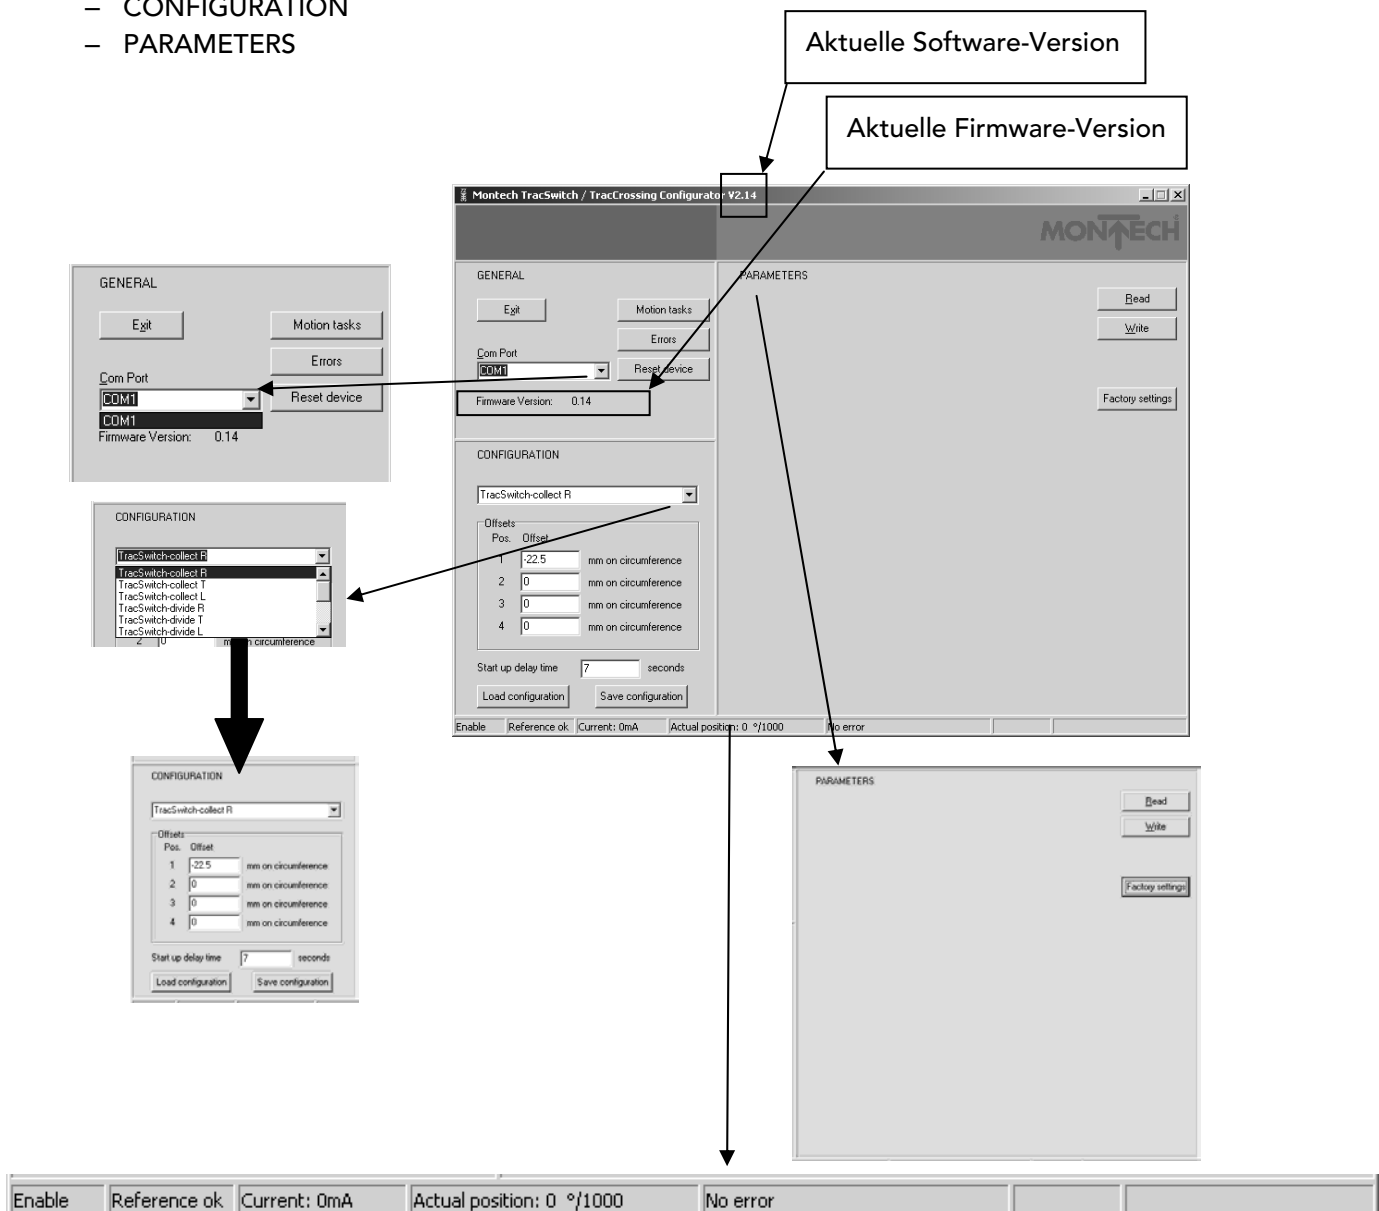 – CONFIGURATION
– PARAMETERS
Aktuelle Software-Version
Aktuelle Firmware-Version
Montech TracSwitch / TracCrossing Configurator V2.14
MONTECH
GENERAL
Exit
Motion tasks
Errors
Com Port
COM1
Reset device
Firmware Version: 0.14
PARAMETERS
Read
Write
Factory settings
CONFIGURATION
TracSwitch-collect R
Offsets
Pos. Offset
1 -22.5 mm on circumference
2 0 mm on circumference
3 0 mm on circumference
4 0 mm on circumference
Start up delay time 7 seconds
Load configuration Save configuration
Enable Reference ok Current: 0mA Actual position: 0 °/1000 No error
GENERAL
Exit
Motion tasks
Errors
Com Port
COM1
Reset device
COM1
Firmware Version: 0.14
CONFIGURATION
TracSwitch-collect R
TracSwitch-collect R
TracSwitch-collect T
TracSwitch-collect L
TracSwitch-divide R
TracSwitch-divide T
TracSwitch-divide L
2 0 mm on circumference
CONFIGURATION
TracSwitch-collect R
Offsets
Pos. Offset
1 -22.5 mm on circumference
2 0 mm on circumference
3 0 mm on circumference
4 0 mm on circumference
Start up delay time 7 seconds
Load configuration Save configuration
PARAMETERS
Read
Write
Factory settings
Enable Reference ok Current: 0mA Actual position: 0 °/1000 No error